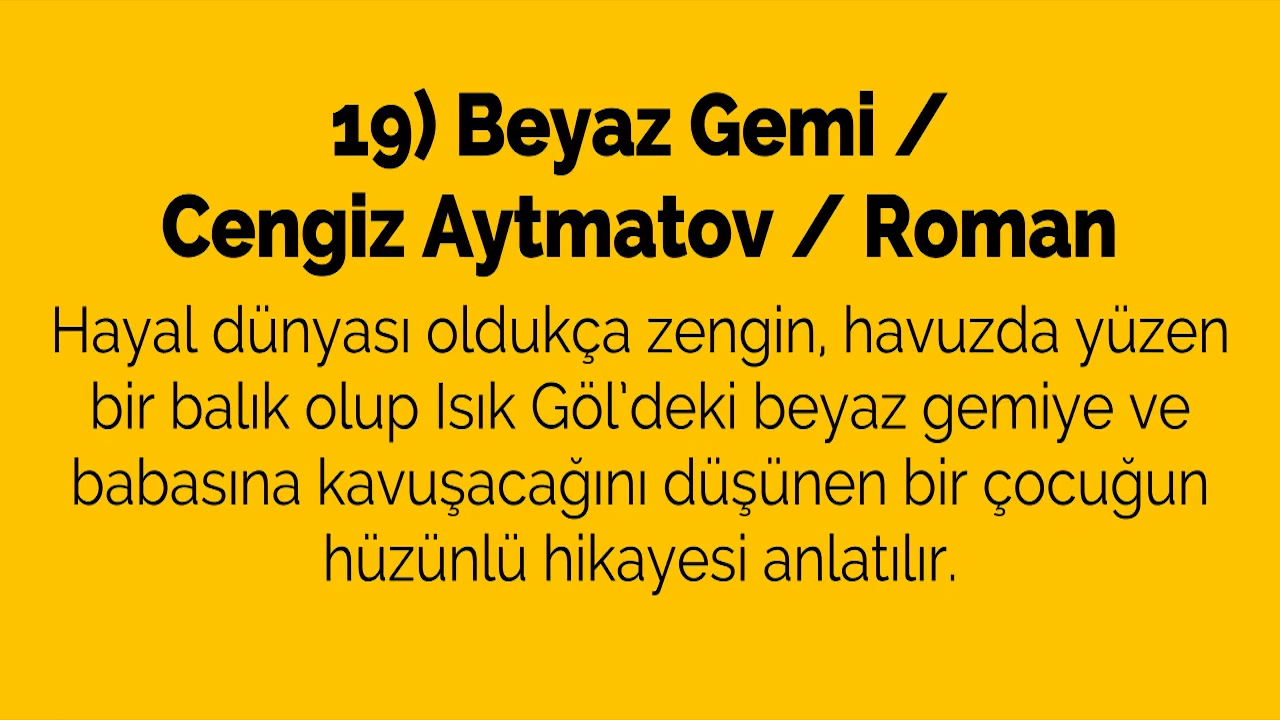 19) Beyaz Gemi /
Cengiz Aytmatov / Roman
Hayal dünyası oldukça zengin, havuzda yüzen
bir balık olup Isık Göl'deki beyaz gemiye ve
babasına kavuşacağını düşünen bir çocuğun
hüzünlü hikayesi anlatılır.